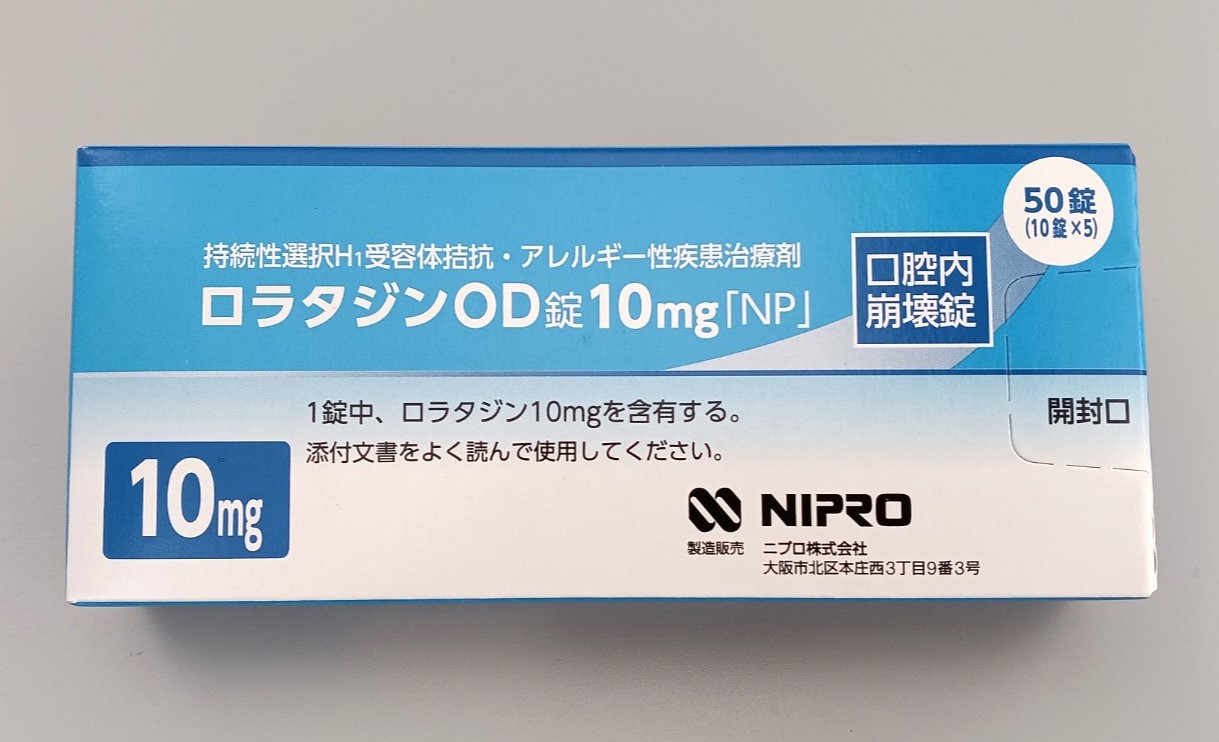 50錠
(10錠×5)
持続性選択H1受容体拮抗・アレルギー性疾患治療剤
ロラタジンOD錠10mg「NP」
口腔内
崩壊錠
1錠中、ロラタジン10mgを含有する。
添付文書をよく読んで使用してください。
開封口
10mg
NIPRO
製造販売 ニプロ株式会社
大阪市北区本庄西3丁目9番3号